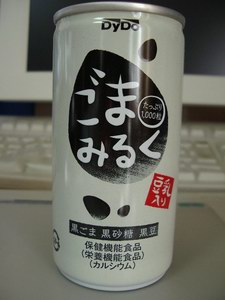 DyDo
ごま
みるく
たっぷり
1,000粒
豆乳
入り
黒ごま 黒砂糖 黒豆
保健機能食品
(栄養機能食品)
(カルシウム)